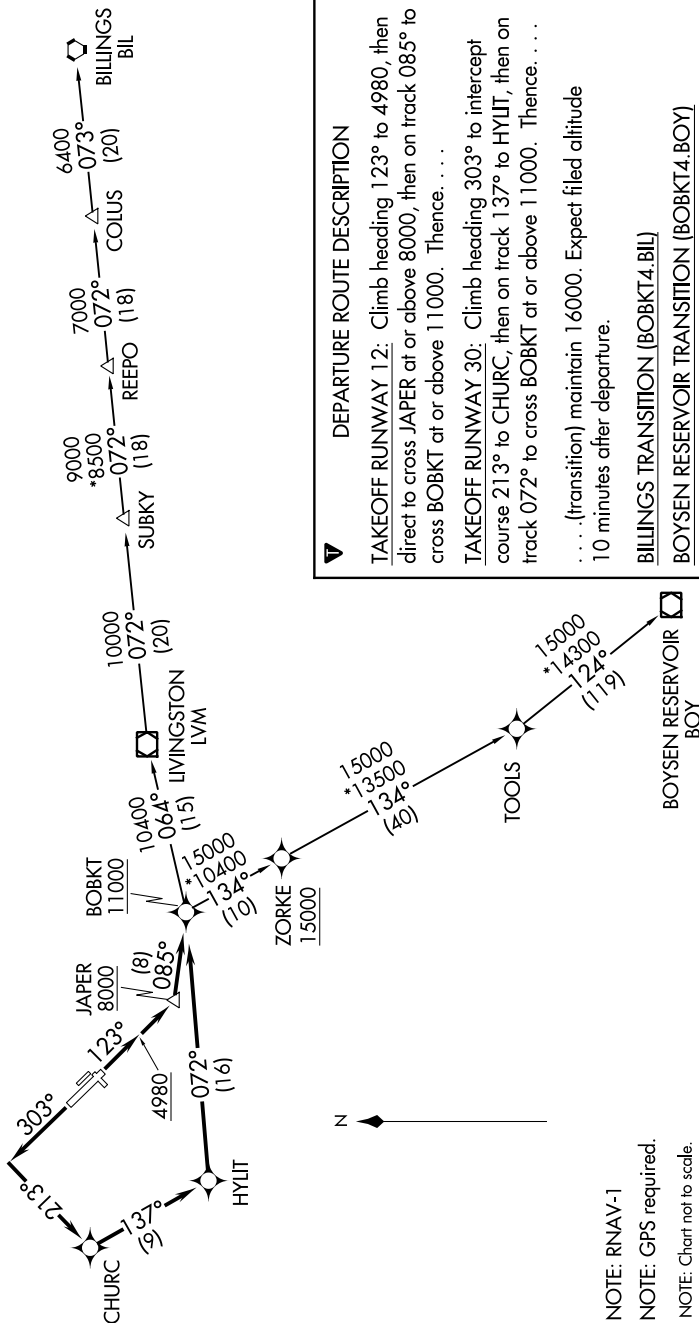 303°
213°
CHURC
137°
(9)
HYLIT
072°
(16)
123°
4980
JAPER
8000
(8)
085°
BOBKT
11000
10400
064°
(15)
LIVINGSTON
LVM
10000
072°
(20)
SUBKY
9000
*8500
072°
(18)
REEPO
7000
072°
(18)
COLUS
6400
073°
(20)
BILLINGS
BIL
15000
*10400
134°
(10)
ZORKE
15000
15000
*13500
134°
(40)
TOOLS
15000
*14300
124°
(119)
BOYSEN RESERVOIR
BOY
N
NOTE: RNAV-1
NOTE: GPS required.
NOTE: Chart not to scale.
T
DEPARTURE ROUTE DESCRIPTION
TAKEOFF RUNWAY 12: Climb heading 123° to 4980, then
direct to cross JAPER at or above 8000, then on track 085° to
cross BOBKT at or above 11000. Thence. . . .
TAKEOFF RUNWAY 30: Climb heading 303° to intercept
course 213° to CHURC, then on track 137° to HYLIT, then on
track 072° to cross BOBKT at or above 11000. Thence. . . .
. . . .(transition) maintain 16000. Expect filed altitude
10 minutes after departure.
BILLINGS TRANSITION (BOBKT4.BIL)
BOYSEN RESERVOIR TRANSITION (BOBKT4.BOY)